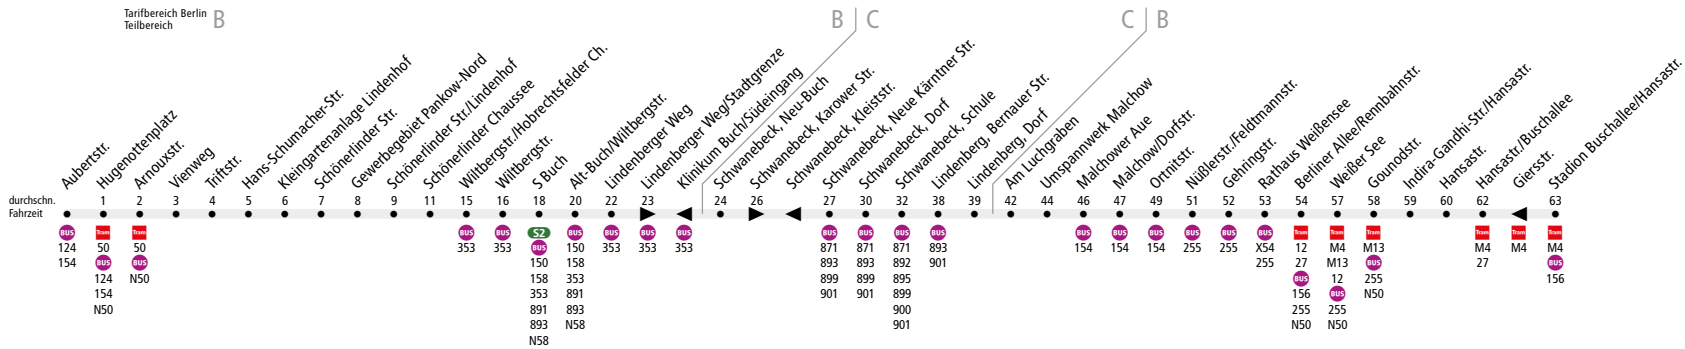 Tarifbereich Berlin
Teilbereich
B
B
C
C
B
Aubertstr.
Hugenottenplatz
Arnouxstr.
Vienweg
Triftstr.
Hans-Schumacher-Str.
Kleingartenanlage Lindenhof
Schönerlinder Str.
Gewerbegebiet Pankow-Nord
Schönerlinder Str./Lindenhof
Schönerlinder Chaussee
Wiltbergstr./Hobrechtsfelder Ch.
Wiltbergstr.
S Buch
Alt-Buch/Wiltbergstr.
Lindenberger Weg
Lindenberger Weg/Stadtgrenze
Klinikum Buch/Südeingang
Schwanebeck, Neu-Buch
Schwanebeck, Karower Str.
Schwanebeck, Kleiststr.
Schwanebeck, Neue Kärntner Str.
Schwanebeck, Dorf
Schwanebeck, Schule
Lindenberg, Bernauer Str.
Lindenberg, Dorf
Am Luchgraben
Umspannwerk Malchow
Malchower Aue
Malchow/Dorfstr.
Ortnitstr.
Nüßlerstr./Feldtmannstr.
Gehringstr.
Rathaus Weißensee
Berliner Allee/Rennbahnstr.
Weißer See
Gounodstr.
Indira-Gandhi-Str/Hansastr.
Hansastr.
Hansastr./Buschallee
Giersstr.
Stadion Buschallee/Hansastr.
durchschn.
Fahrzeit
1 2 3 4 5 6 7 8 9 11 15 16 18 20 22 23 24 26 27 30 32 38 39 42 44 46 47 49 51 52 53 54 57 58 59 60 62 63
BUS
124
154
Tram
50
BUS
124
154
N50
Tram
50
BUS
N50
BUS
353
BUS
353
S2
BUS
150
158
353
891
893
N58
BUS
150
158
353
891
893
N58
BUS
353
BUS
353
BUS
353
BUS
871
893
899
901
BUS
871
893
899
901
BUS
871
892
895
899
900
901
BUS
893
901
BUS
154
BUS
154
BUS
154
BUS
255
BUS
255
BUS
X54
255
Tram
12
27
BUS
156
255
N50
Tram
M4
M13
12
BUS
255
N50
Tram
M13
BUS
255
N50
Tram
M4
27
Tram
M4
Tram
M4
BUS
156